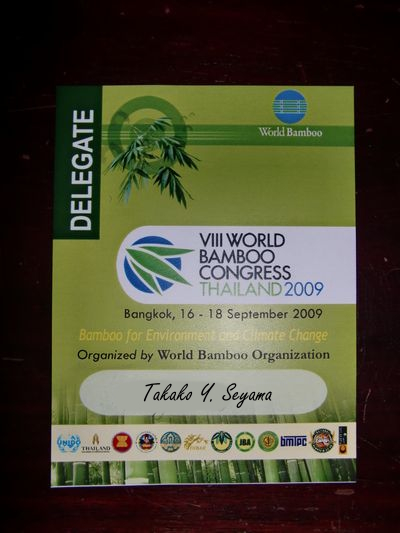 DELEGATE
World Bamboo
VIII WORLD
BAMBOO
CONGRESS
THAILAND 2009
Bangkok, 16 - 18 September 2009
Bamboo for Environment and Climate Change
Organized by World Bamboo Organization
Takako Y. Seyama
UNIDO
THAILAND
JBA
bmtpc